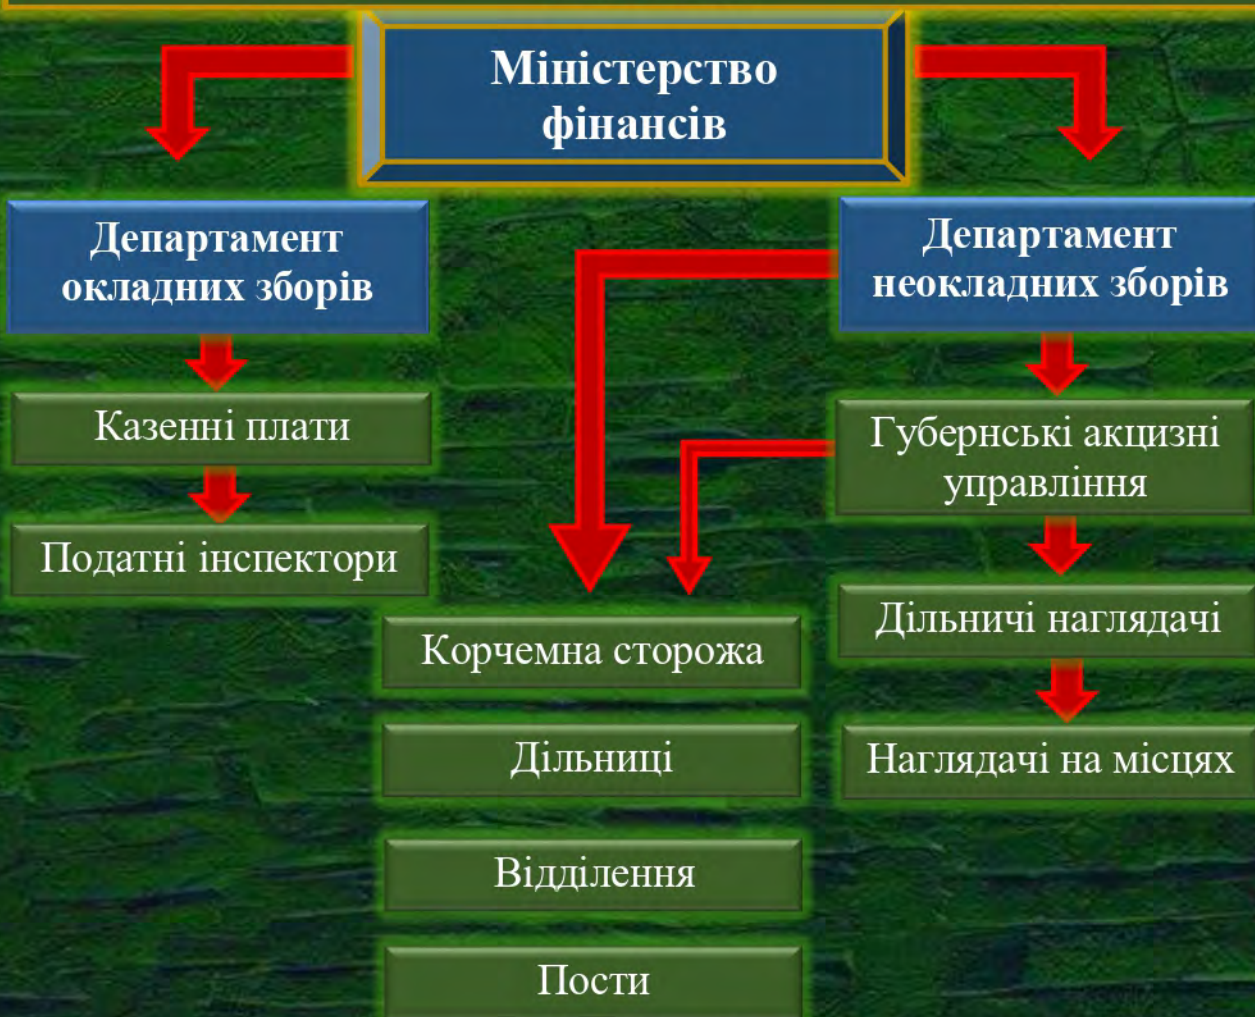 Міністерство
фінансів
Департамент
окладних зборів
Департамент
неокладних зборів
Казенні плати
Губернські акцизні
управління
Податні інспектори
Дільничі наглядачі
Корчемна сторожа
Дільниці
Наглядачі на місцях
Відділення
Пости